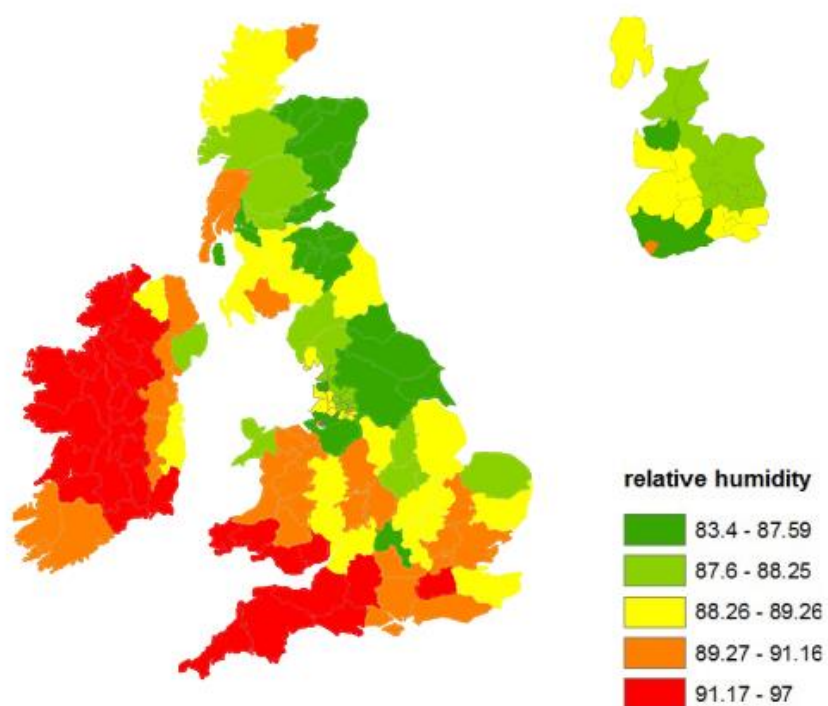 relative humidity
83.4 - 87.59
87.6 - 88.25
88.26 - 89.26
89.27 - 91.16
91.17 - 97